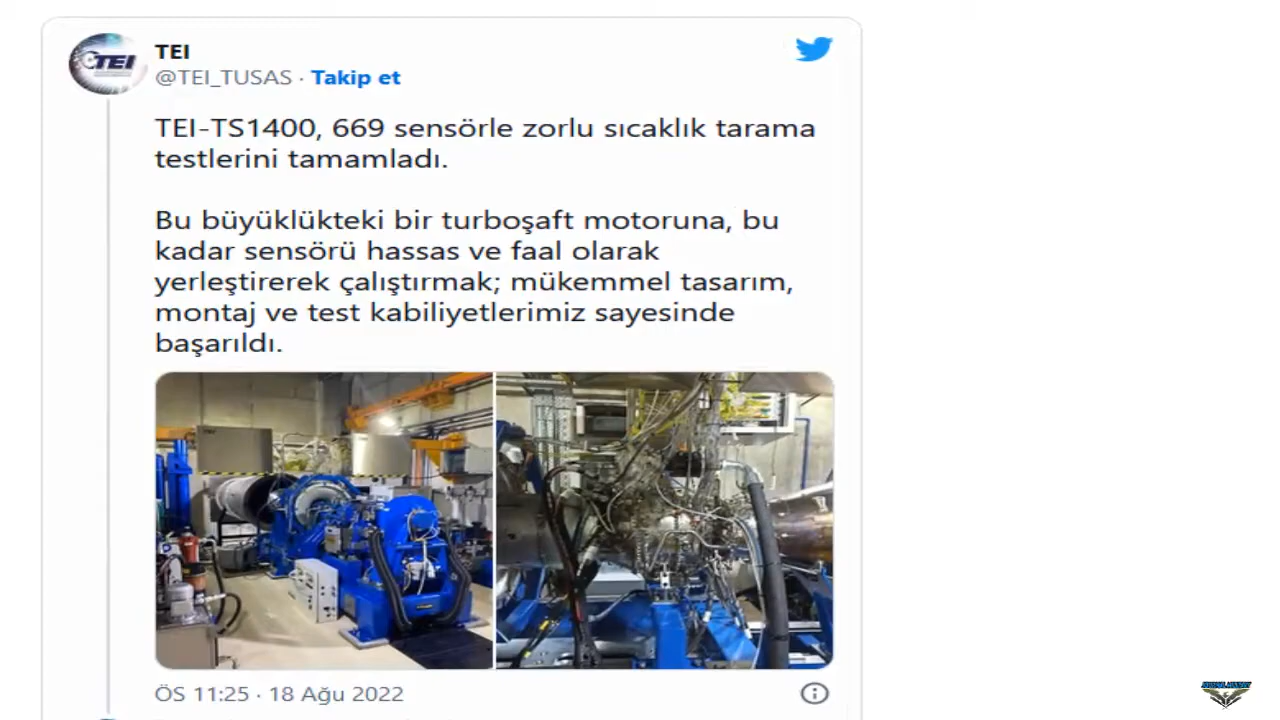 TEI
TEI
@TEI_TUSAS · Takip et
TEI-TS1400, 669 sensörle zorlu sıcaklık tarama
testlerini tamamladı.
Bu büyüklükteki bir turboşaft motoruna, bu
kadar sensörü hassas ve faal olarak
yerleştirerek çalıştırmak; mükemmel tasarım,
montaj ve test kabiliyetlerimiz sayesinde
başarıldı.
ÖS 11:25 · 18 Ağu 2022